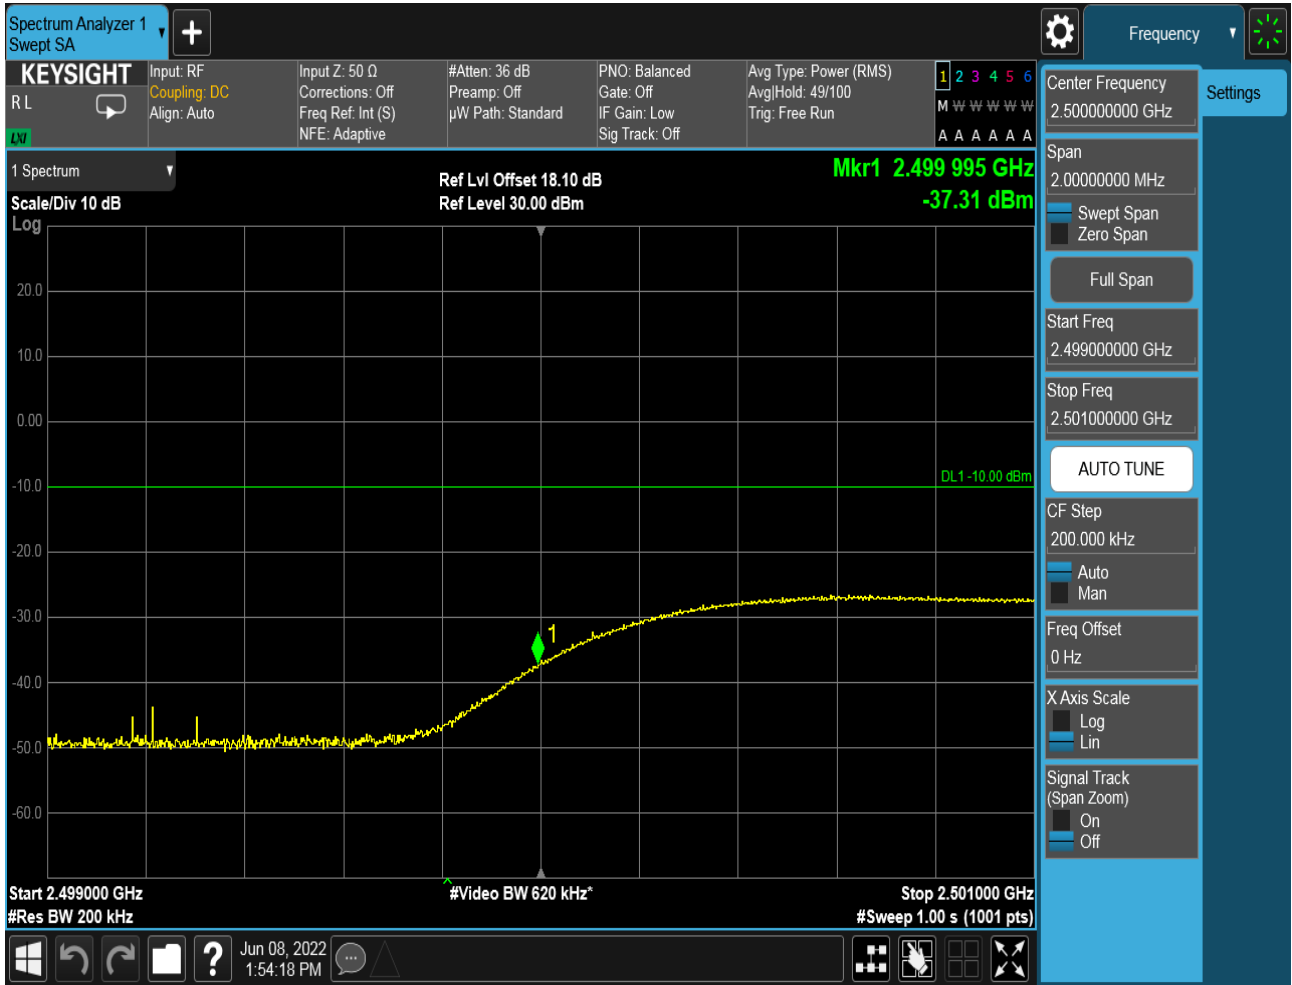 Spectrum Analyzer 1
Swept SA
Frequency
KEYSIGHT
R L
LXI
Input: RF
Coupling: DC
Align: Auto
Input Z: 50 Ω
Corrections: Off
Freq Ref: Int (S)
NFE: Adaptive
#Atten: 36 dB
Preamp: Off
µW Path: Standard
PNO: Balanced
Gate: Off
IF Gain: Low
Sig Track: Off
Avg Type: Power (RMS)
Avg|Hold: 49/100
Trig: Free Run
1 2 3 4 5 6
M W W W W W
A A A A A A
1 Spectrum
Scale/Div 10 dB
Log
Ref Lvl Offset 18.10 dB
Ref Level 30.00 dBm
Mkr1 2.499 995 GHz
-37.31 dBm
20.0
10.0
0.00
-10.0
-20.0
-30.0
-40.0
-50.0
-60.0
DL1 -10.00 dBm
1
Start 2.499000 GHz
#Res BW 200 kHz
#Video BW 620 kHz*
Stop 2.501000 GHz
#Sweep 1.00 s (1001 pts)
Center Frequency
2.500000000 GHz
Span
2.00000000 MHz
Swept Span
Zero Span
Full Span
Start Freq
2.499000000 GHz
Stop Freq
2.501000000 GHz
AUTO TUNE
CF Step
200.000 kHz
Auto
Man
Freq Offset
0 Hz
X Axis Scale
Log
Lin
Signal Track
(Span Zoom)
On
Off
Settings
?
Jun 08, 2022
1:54:18 PM